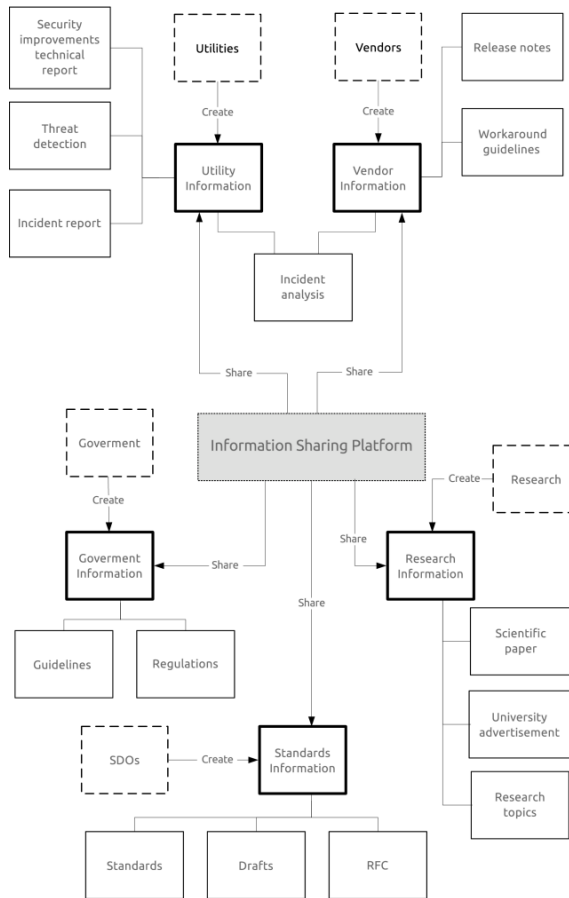 Security
improvements
technical
report
Utilities
Vendors
Release notes
Create
Create
Threat
detection
Utility
Information
Vendor
Information
Workaround
guidelines
Incident report
Incident
analysis
Share
Share
Goverment
Information Sharing Platform
Research
Create
Create
Goverment
Information
Share
Share
Research
Information
Share
Guidelines
Regulations
Scientific
paper
University
advertisement
SDOs
Create
Standards
Information
Research
topics
Standards
Drafts
RFC